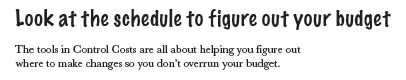 Look at the schedule to figure out your budget
The tools in Control Costs are all about helping you figure out
where to make changes so you don't overrun your budget.